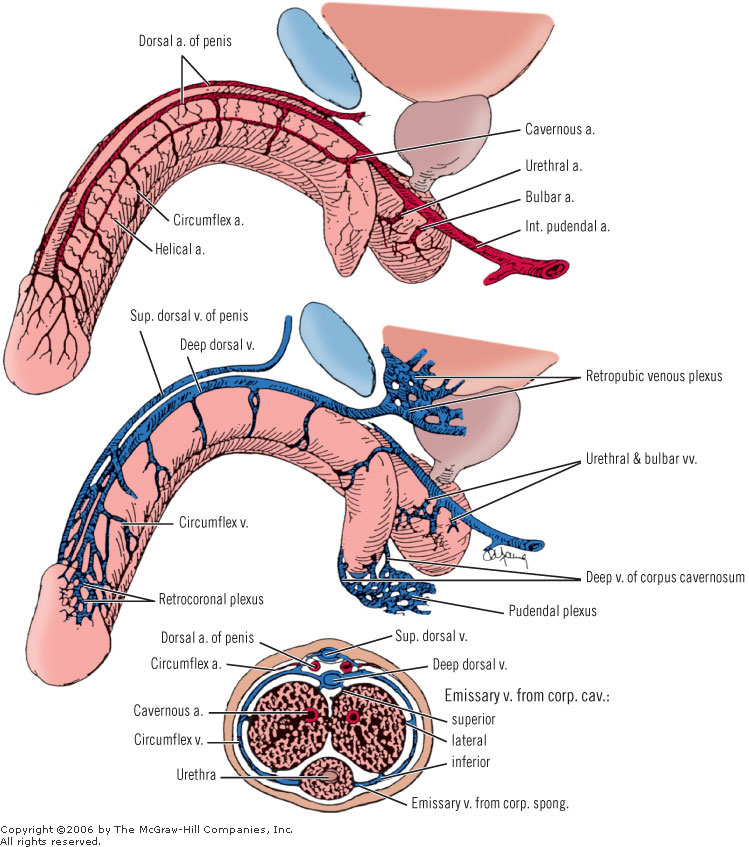 Dorsal a. of penis
Cavernous a.
Urethral a.
Bulbar a.
Int. pudendal a.
Circumflex a.
Helical a.
Sup. dorsal v. of penis
Deep dorsal v.
Retropubic venous plexus
Urethral & bulbar vv.
Circumflex v.
Deep v. of corpus cavernosum
Retrocoronal plexus
Pudendal plexus
Dorsal a. of penis
Sup. dorsal v.
Circumflex a.
Deep dorsal v.
Emissary v. from corp. cav.:
Cavernous a.
superior
Circumflex v.
lateral
inferior
Urethra
Emissary v. from corp. spong.
Copyright ©2006 by The McGraw-Hill Companies, Inc.
All rights reserved.